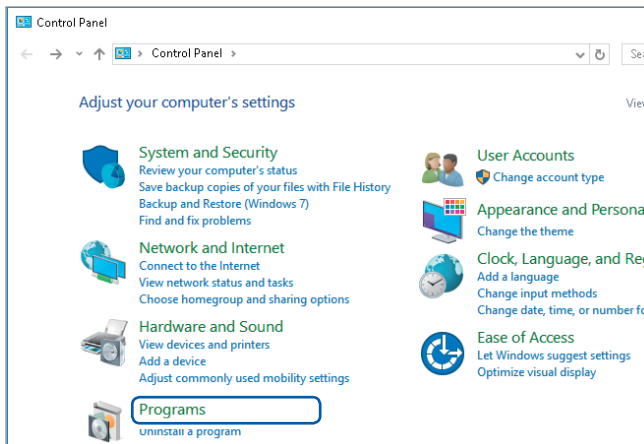 Control Panel
Control Panel
Sea
Adjust your computer's settings
View
System and Security
Review your computer's status
Save backup copies of your files with File History
Backup and Restore (Windows 7)
Find and fix problems
Network and Internet
Connect to the Internet
View network status and tasks
Choose homegroup and sharing options
Hardware and Sound
View devices and printers
Add a device
Adjust commonly used mobility settings
Programs
Uninstall a program
User Accounts
Change account type
Appearance and Persona
Change the theme
Clock, Language, and Reg
Add a language
Change input methods
Change date, time, or number fo
Ease of Access
Let Windows suggest settings
Optimize visual display